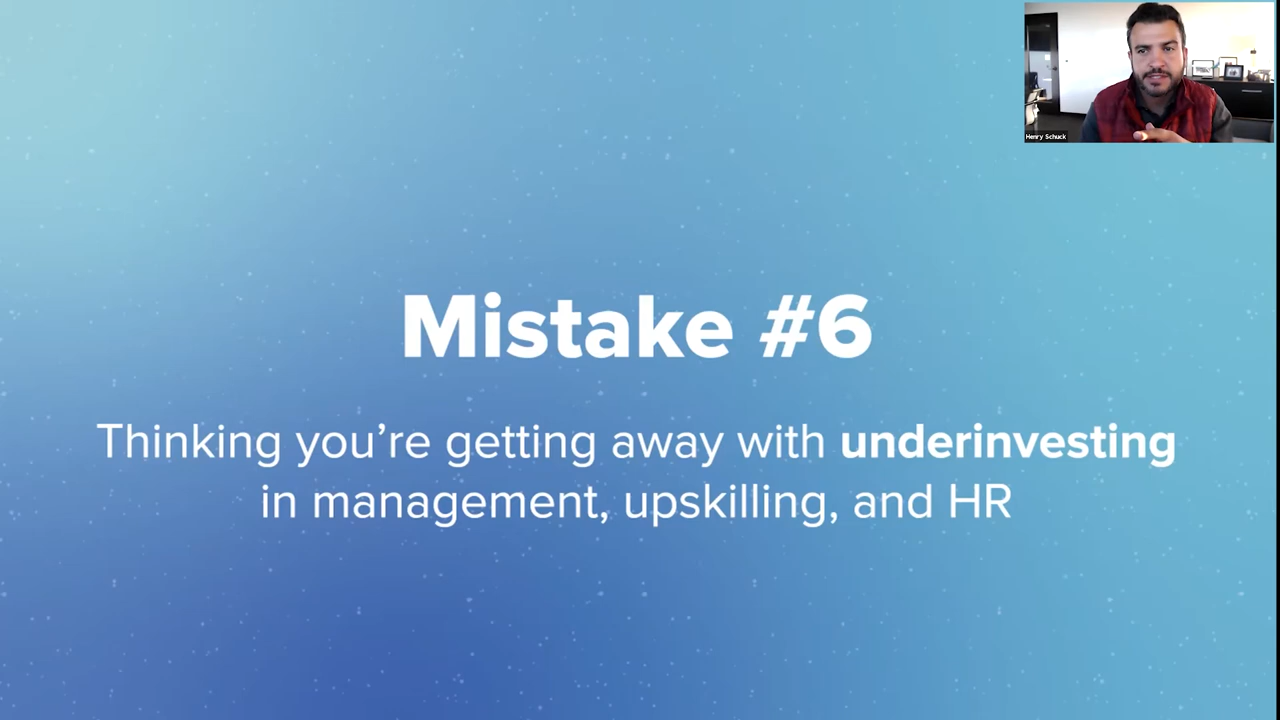 Henry Schuck
Mistake #6
Thinking you’re getting away with underinvesting
in management, upskilling, and HR